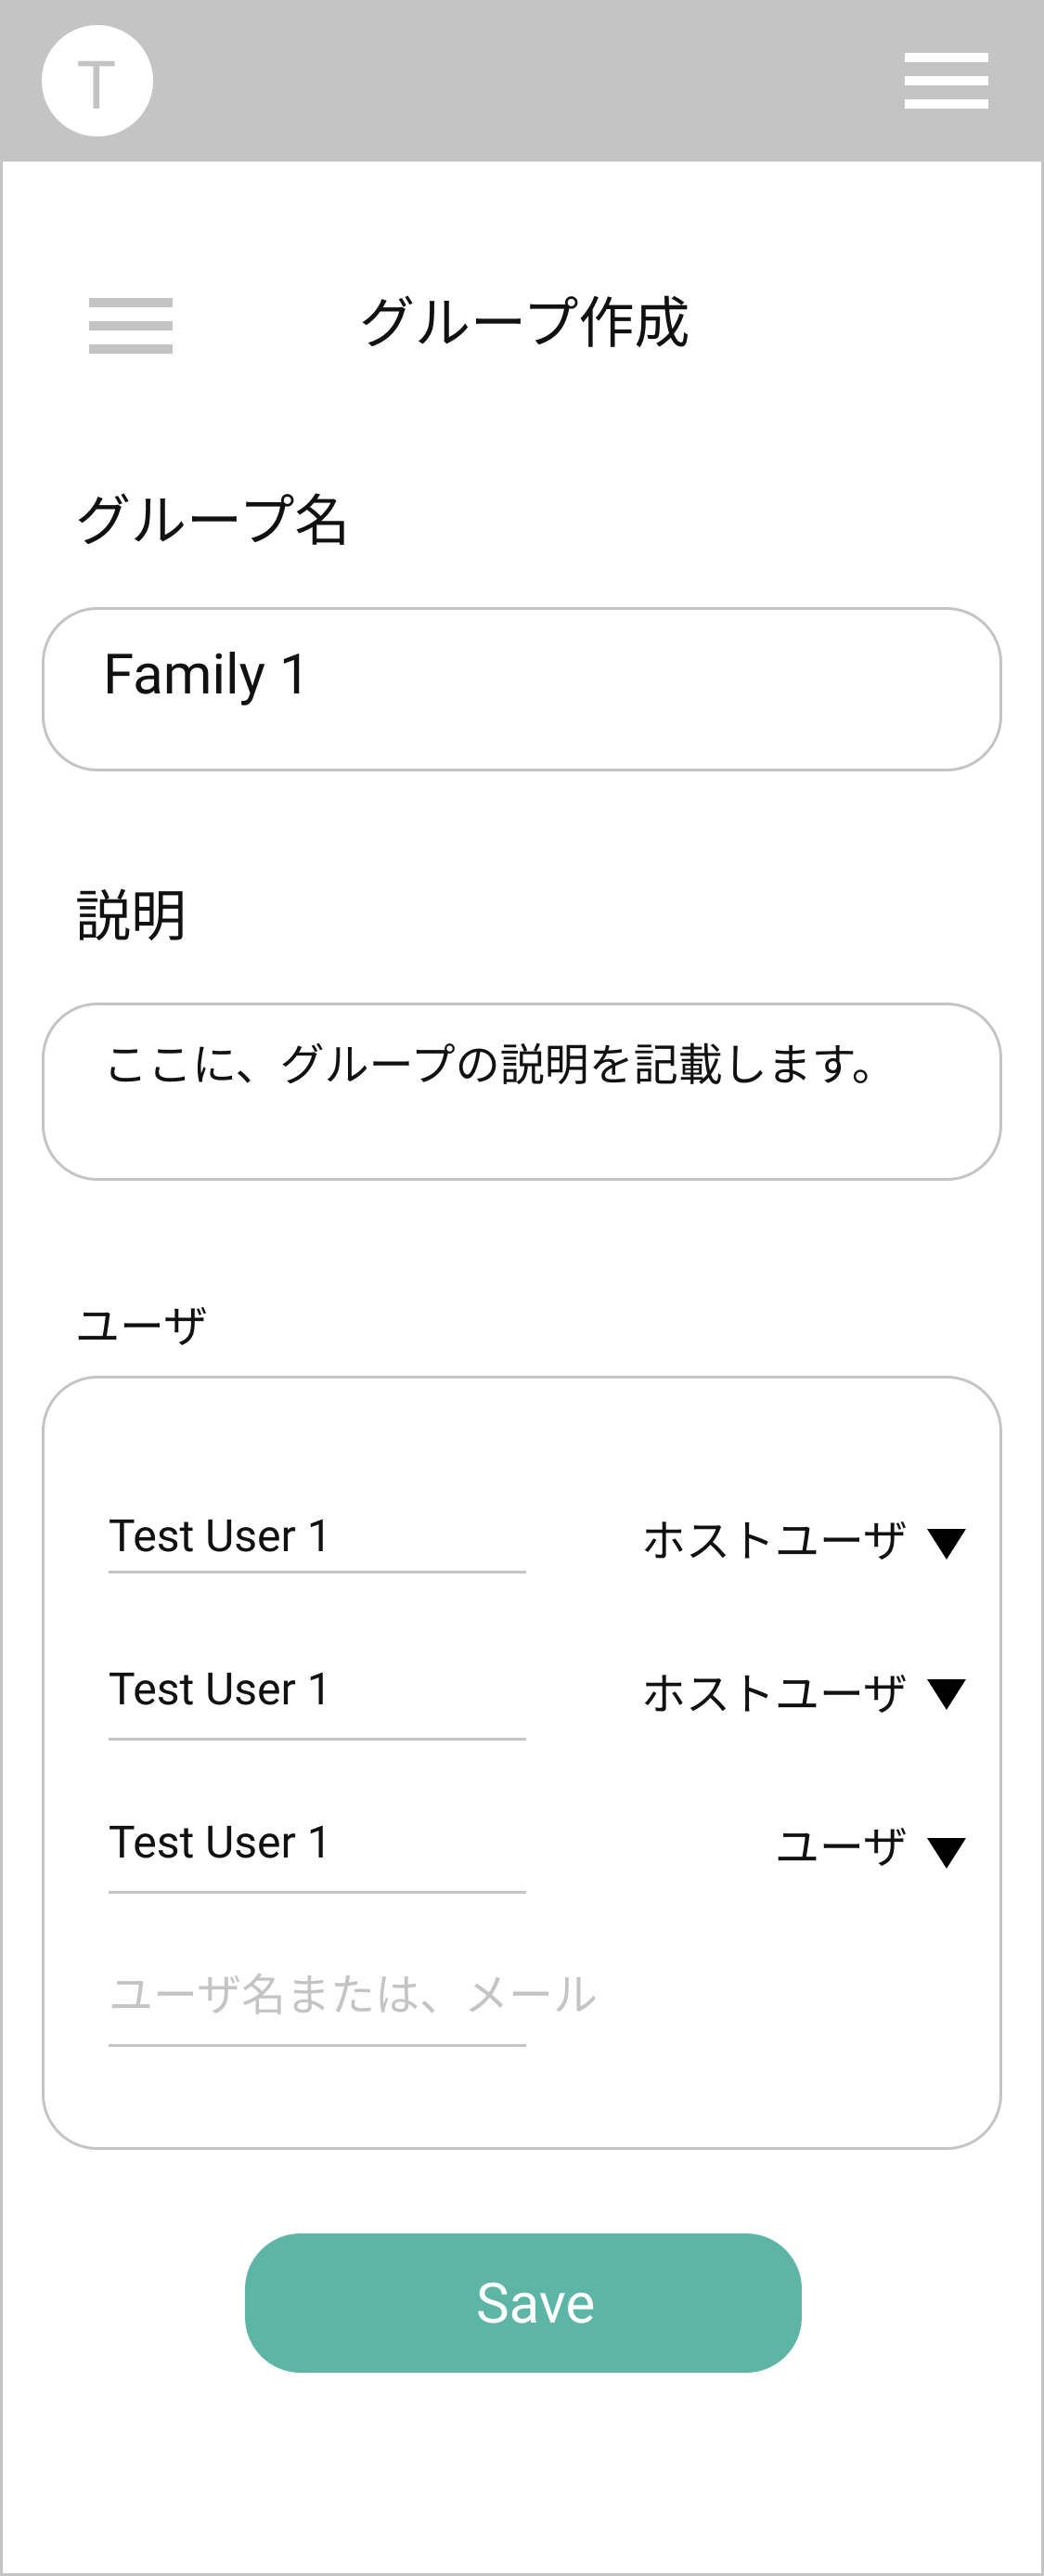 T
グループ作成
グループ名
Family 1
説明
ここに、グループの説明を記載します。
ユーザ
Test User 1 ホストユーザ ▼
Test User 1 ホストユーザ ▼
Test User 1 ユーザ ▼
ユーザ名または、メール
Save